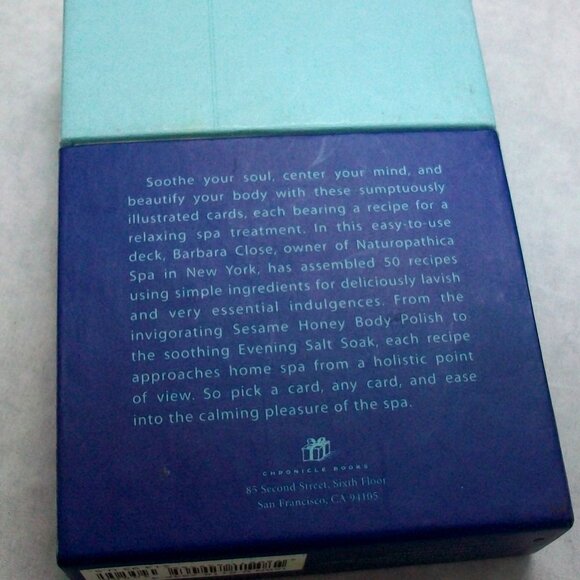 Soothe your soul, center your mind, and
beautify your body with these sumptuously
illustrated cards, each bearing a recipe for a
relaxing spa treatment. In this easy-to-use
deck, Barbara Close, owner of Naturopathica
Spa in New York, has assembled 50 recipes
using simple ingredients for deliciously lavish
and very essential indulgences. From the
invigorating Sesame Honey Body Polish to
the soothing Evening Salt Soak, each recipe
approaches home spa from a holistic point
of view. So pick a card, any card, and ease
into the calming pleasure of the spa.
CHRONICLE BOOKS
85 Second Street, Sixth Floor
San Francisco, CA 94105